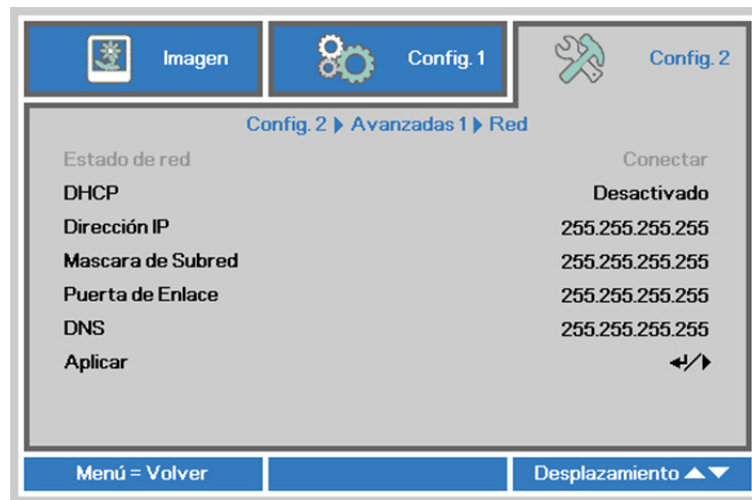 Imagen Config. 1 Config. 2
Config. 2 ▶ Avanzadas 1 ▶ Red
Estado de red Conectar
DHCP Desactivado
Dirección IP 255.255.255.255
Mascara de Subred 255.255.255.255
Puerta de Enlace 255.255.255.255
DNS 255.255.255.255
Aplicar ↵/▶
Menú = Volver Desplazamiento ▲▼